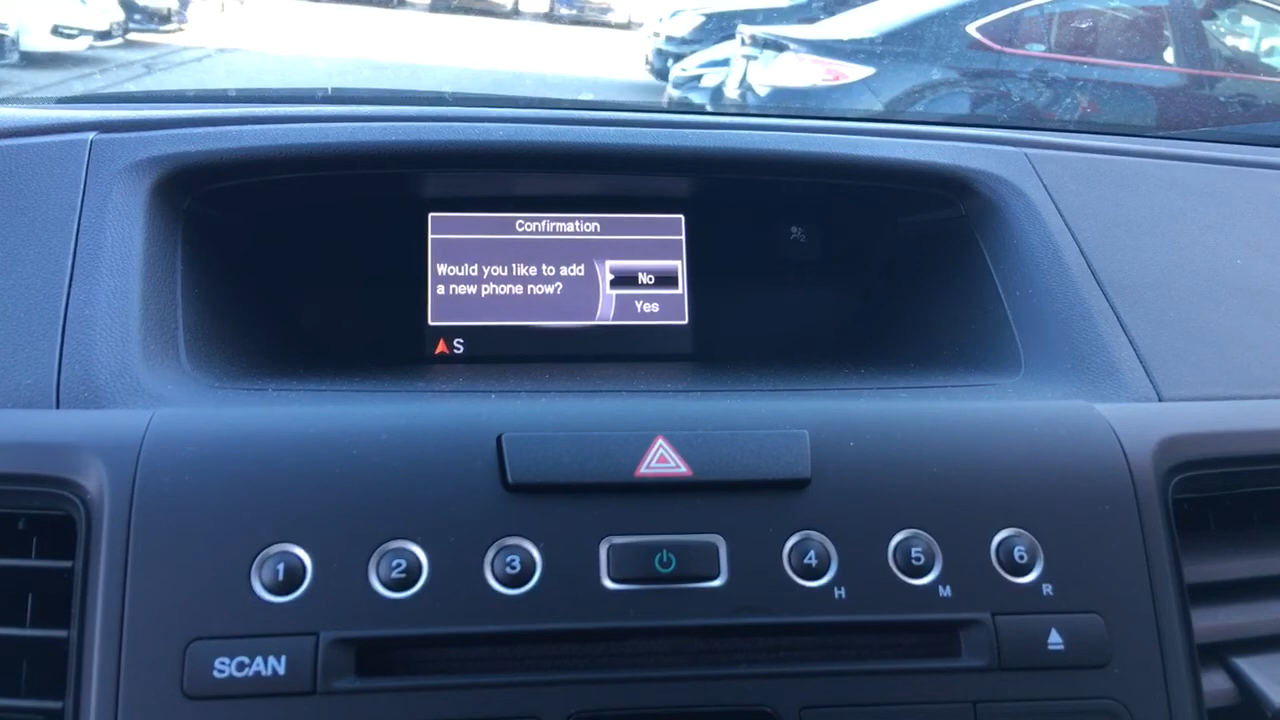 Confirmation
Would you like to add
a new phone now?
No
Yes
S
1
2
3
4
5
6
H
M
R
SCAN